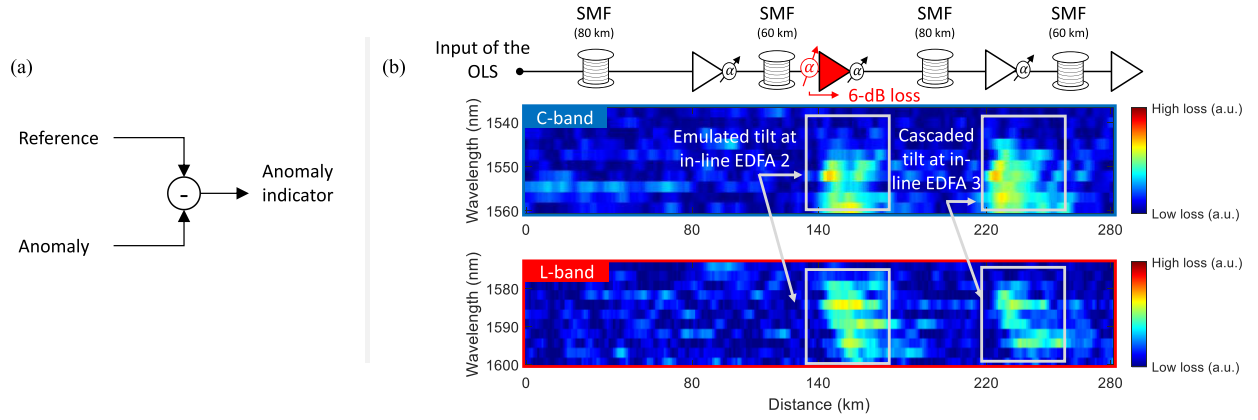 (a)
Reference
-
Anomaly
indicator
Anomaly
(b)
SMF
(80 km)
SMF
(60 km)
SMF
(80 km)
SMF
(60 km)
Input of the
OLS
α
α
α
α
6-dB loss
C-band
Wavelength (nm)
1540
1550
1560
Emulated tilt at
in-line EDFA 2
Cascaded
tilt at in-
line EDFA 3
High loss (a.u.)
Low loss (a.u.)
0
80
140
220
280
L-band
Wavelength (nm)
1580
1590
1600
High loss (a.u.)
Low loss (a.u.)
0
80
140
220
280
Distance (km)